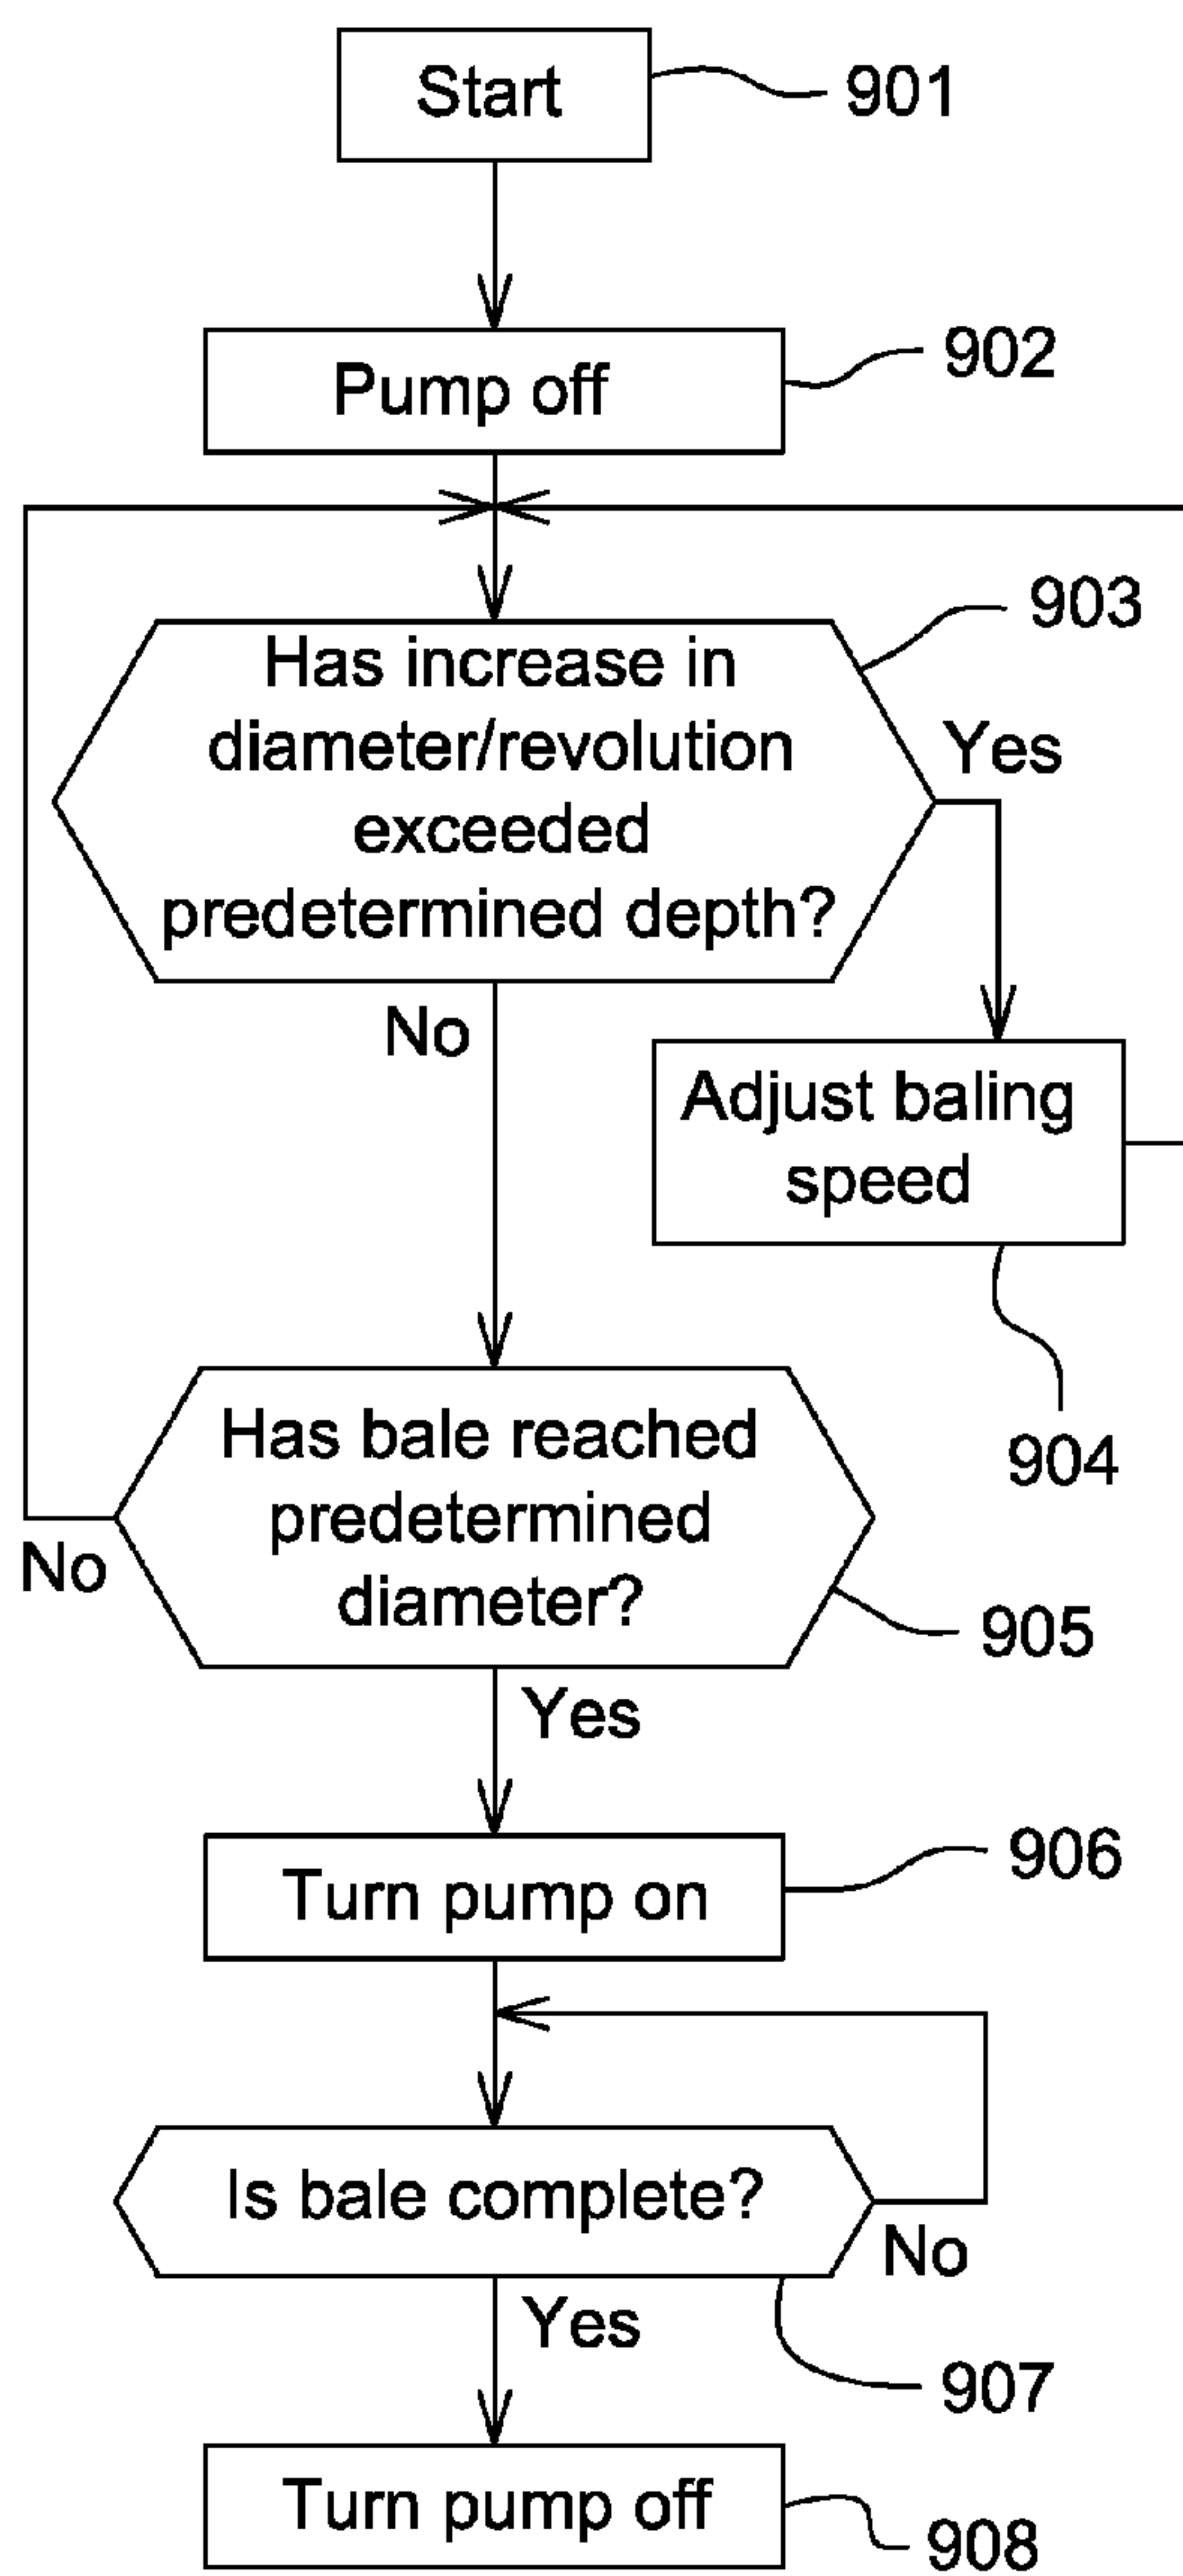 Start
901
Pump off
902
Has increase in
diameter/revolution
exceeded
predetermined depth?
903
Yes
No
Adjust baling
speed
904
Has bale reached
predetermined
diameter?
No
905
Yes
Turn pump on
906
Is bale complete?
No
Yes
907
Turn pump off
908